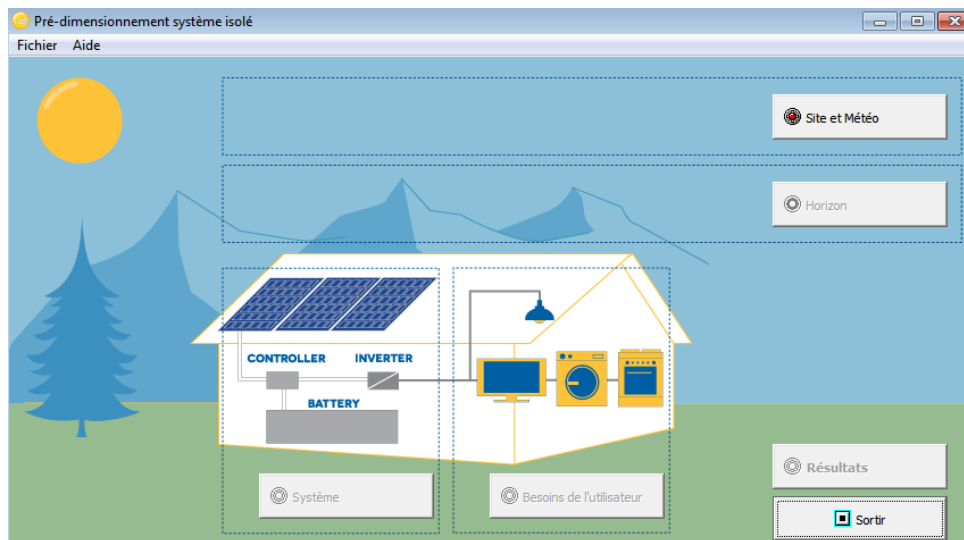 Pré-dimensionnement système isolé
Fichier Aide
Site et Météo
Horizon
CONTROLLER INVERTER
BATTERY
Système
Besoins de l'utilisateur
Résultats
Sortir